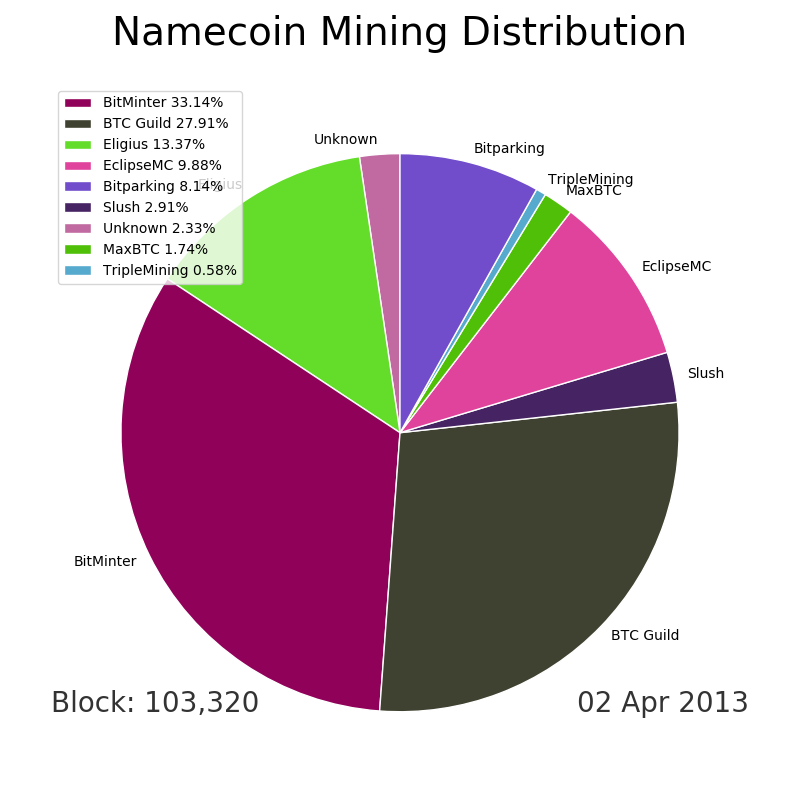 Namecoin Mining Distribution
BitMinter 33.14%
BTC Guild 27.91%
Eligius 13.37%
EclipseMC 9.88%
Bitparking 8.14%
Slush 2.91%
Unknown 2.33%
MaxBTC 1.74%
TripleMining 0.58%
Unknown
Bitparking
TripleMining
MaxBTC
Eligius
EclipseMC
Slush
BitMinter
BTC Guild
Block: 103,320
02 Apr 2013